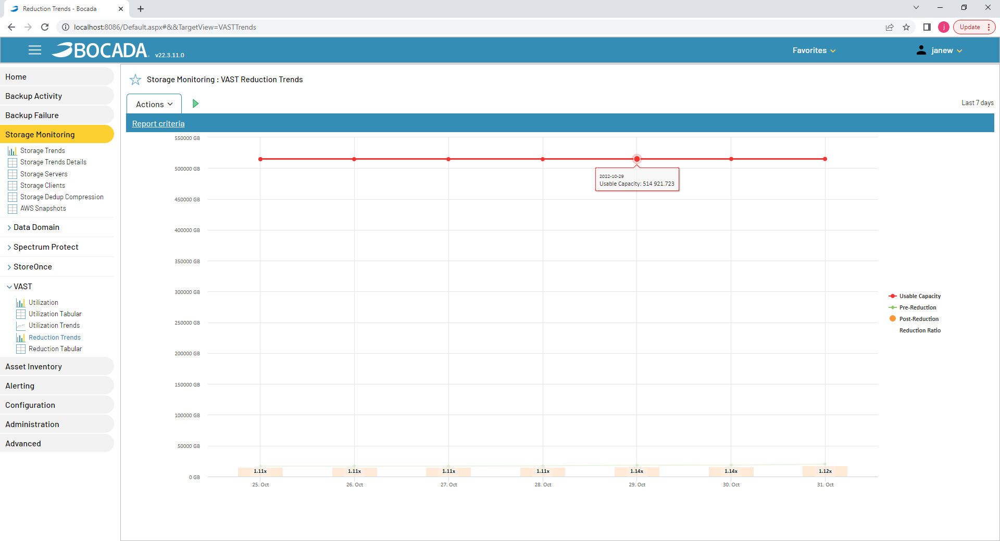 Reduction Trends - Bocada
localhost:8086/Default.aspx#&&TargetView=VASTTrends
j
Update
BOCADA
v22.3.11.0
Favorites
janew
Home
Backup Activity
Backup Failure
Storage Monitoring
Storage Trends
Storage Trends Details
Storage Servers
Storage Clients
Storage Dedup Compression
AWS Snapshots
Data Domain
Spectrum Protect
StoreOnce
VAST
Utilization
Utilization Tabular
Utilization Trends
Reduction Trends
Reduction Tabular
Asset Inventory
Alerting
Configuration
Administration
Advanced
Storage Monitoring : VAST Reduction Trends
Actions
Last 7 days
Report criteria
550000 GB
500000 GB
450000 GB
400000 GB
350000 GB
300000 GB
250000 GB
200000 GB
150000 GB
100000 GB
50000 GB
0 GB
2022-10-29
Usable Capacity: 514 921.723
1.11x 1.11x 1.11x 1.11x 1.14x 1.14x 1.12x
25. Oct 26. Oct 27. Oct 28. Oct 29. Oct 30. Oct 31. Oct
Usable Capacity
Pre-Reduction
Post-Reduction
Reduction Ratio